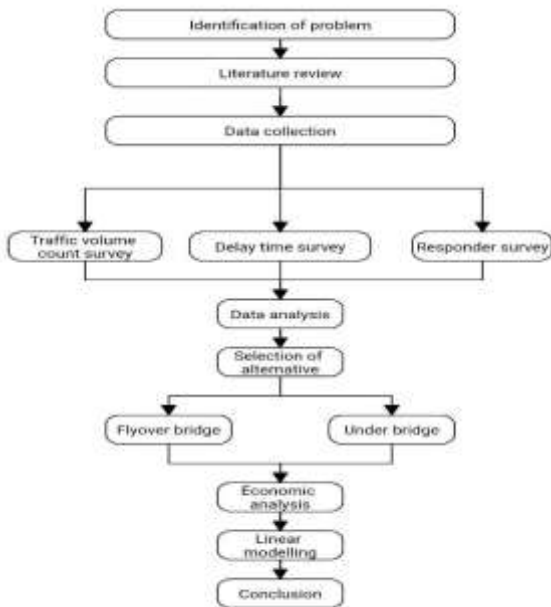 Identification of problem
Literature review
Data collection
Traffic volume
count survey
Delay time survey
Responder survey
Data analysis
Selection of
alternative
Flyover bridge
Under bridge
Economic
analysis
Linear
modelling
Conclusion